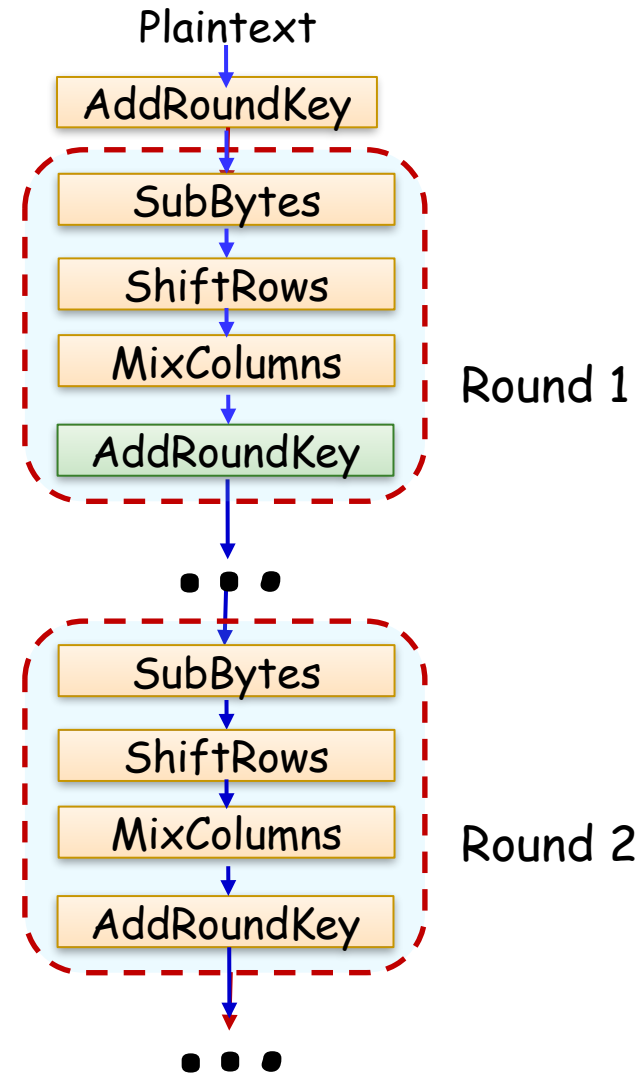 Plaintext
AddRoundKey
SubBytes
ShiftRows
MixColumns
Round 1
AddRoundKey
...
SubBytes
ShiftRows
MixColumns
Round 2
AddRoundKey
...